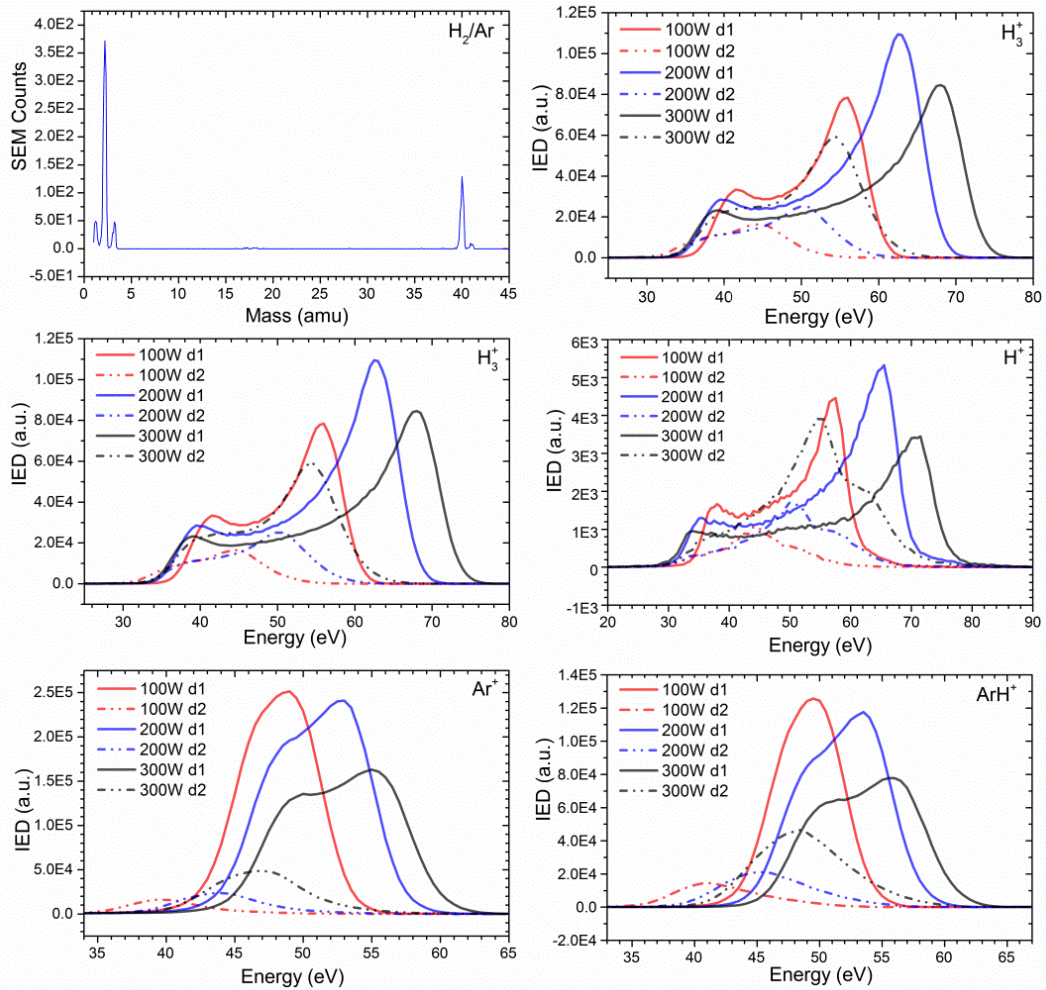 H₂/Ar
SEM Counts
4.0E2
3.5E2
3.0E2
2.5E2
2.0E2
1.5E2
1.0E2
5.0E1
0.0
-5.0E1
0 5 10 15 20 25 30 35 40 45
Mass (amu)
H₃⁺
100W d1
100W d2
200W d1
200W d2
300W d1
300W d2
IED (a.u.)
1.2E5
1.0E5
8.0E4
6.0E4
4.0E4
2.0E4
0.0
30 40 50 60 70 80
Energy (eV)
H₃⁺
100W d1
100W d2
200W d1
200W d2
300W d1
300W d2
IED (a.u.)
1.2E5
1.0E5
8.0E4
6.0E4
4.0E4
2.0E4
0.0
30 40 50 60 70 80
Energy (eV)
H⁺
100W d1
100W d2
200W d1
200W d2
300W d1
300W d2
IED (a.u.)
6E3
5E3
4E3
3E3
2E3
1E3
0
-1E3
20 30 40 50 60 70 80 90
Energy (eV)
Ar⁺
100W d1
100W d2
200W d1
200W d2
300W d1
300W d2
IED (a.u.)
2.5E5
2.0E5
1.5E5
1.0E5
5.0E4
0.0
35 40 45 50 55 60 65
Energy (eV)
ArH⁺
100W d1
100W d2
200W d1
200W d2
300W d1
300W d2
IED (a.u.)
1.2E5
1.0E5
8.0E4
6.0E4
4.0E4
2.0E4
0.0
-2.0E4
35 40 45 50 55 60 65
Energy (eV)